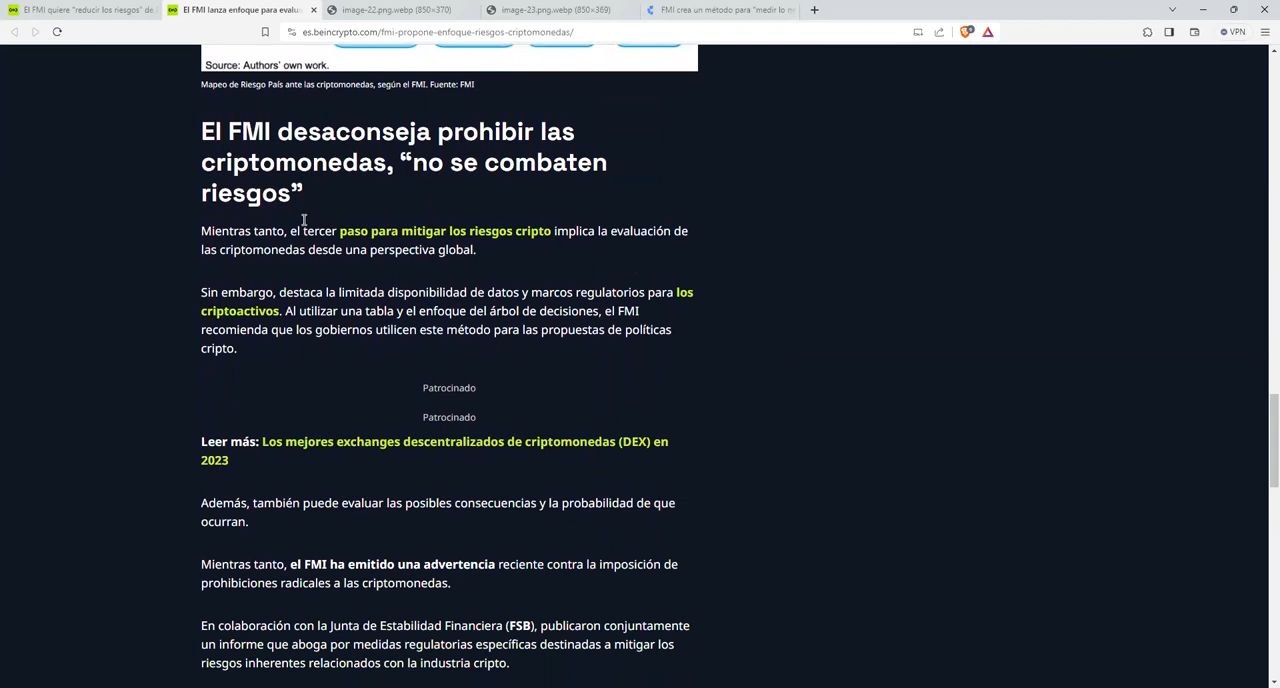 El FMI quiere "reducir los riesgos" de
El FMI lanza enfoque para evalu
image-22.png.webp (850×370)
image-23.png.webp (850×369)
FMI crea un método para "medir lo
es.beincrypto.com/fmi-propone-enfoque-riesgos-criptomonedas/
VPN
Source: Authors' own work.
Mapeo de Riesgo País ante las criptomonedas, según el FMI. Fuente: FMI
El FMI desaconseja prohibir las
criptomonedas, “no se combaten
riesgos”
Mientras tanto, el tercer paso para mitigar los riesgos cripto implica la evaluación de
las criptomonedas desde una perspectiva global.
Sin embargo, destaca la limitada disponibilidad de datos y marcos regulatorios para los
criptoactivos. Al utilizar una tabla y el enfoque del árbol de decisiones, el FMI
recomienda que los gobiernos utilicen este método para las propuestas de políticas
cripto.
Patrocinado
Patrocinado
Leer más: Los mejores exchanges descentralizados de criptomonedas (DEX) en
2023
Además, también puede evaluar las posibles consecuencias y la probabilidad de que
ocurran.
Mientras tanto, el FMI ha emitido una advertencia reciente contra la imposición de
prohibiciones radicales a las criptomonedas.
En colaboración con la Junta de Estabilidad Financiera (FSB), publicaron conjuntamente
un informe que aboga por medidas regulatorias específicas destinadas a mitigar los
riesgos inherentes relacionados con la industria cripto.